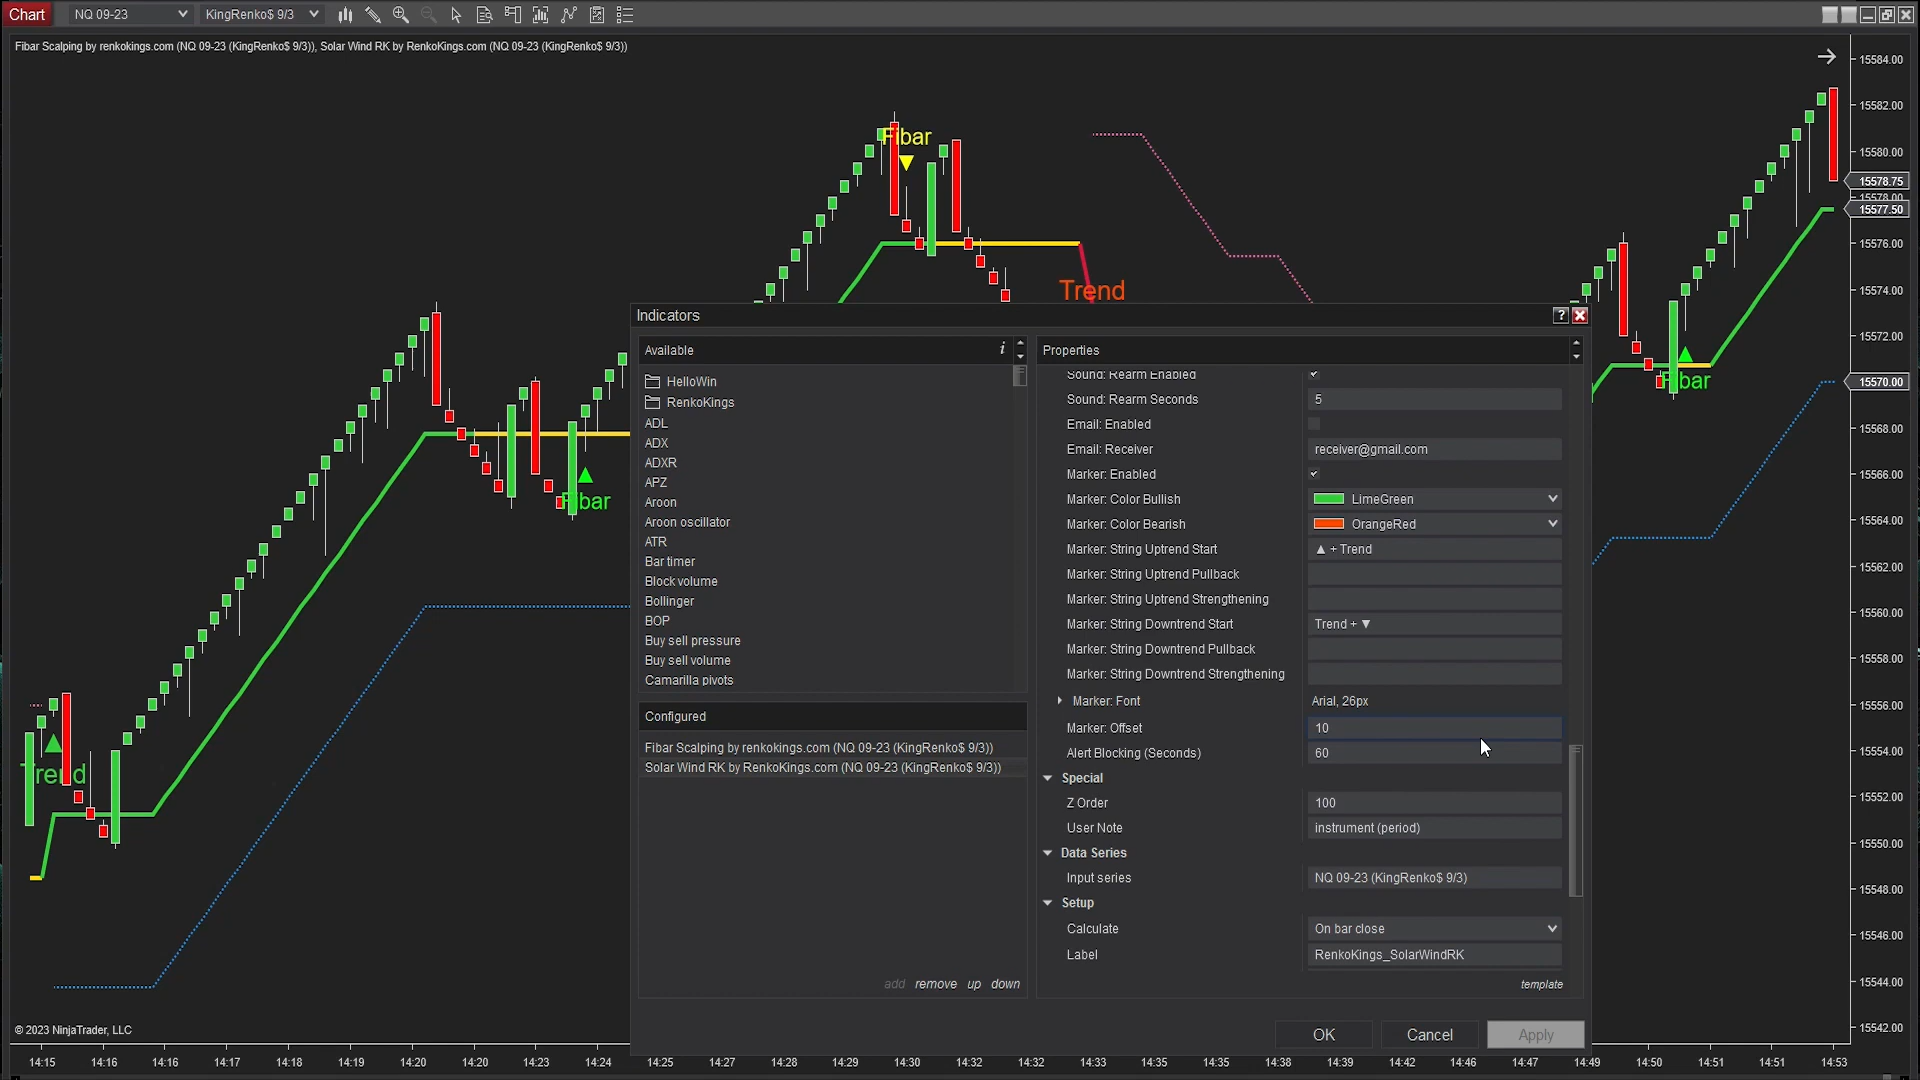 Chart NQ 09-23 KingRenko$ 9/3
Fibar Scalping by renkokings.com (NQ 09-23 (KingRenko$ 9/3)), Solar Wind RK by RenkoKings.com (NQ 09-23 (KingRenko$ 9/3))
15584.00
15582.00
15580.00
15578.75
15578.00
15577.50
15576.00
15574.00
15572.00
15570.00
15568.00
15566.00
15564.00
15562.00
15560.00
15558.00
15556.00
15554.00
15552.00
15550.00
15548.00
15546.00
15544.00
15542.00
Fibar
Trend
Fibar
Fibar
Trend
Indicators
?
Available
i
HelloWin
RenkoKings
ADL
ADX
ADXR
APZ
Aroon
Aroon oscillator
ATR
Bar timer
Block volume
Bollinger
BOP
Buy sell pressure
Buy sell volume
Camarilla pivots
Configured
Fibar Scalping by renkokings.com (NQ 09-23 (KingRenko$ 9/3))
Solar Wind RK by RenkoKings.com (NQ 09-23 (KingRenko$ 9/3))
add remove up down
Properties
Sound: Rearm Enabled
Sound: Rearm Seconds 5
Email: Enabled
Email: Receiver receiver@gmail.com
Marker: Enabled
Marker: Color Bullish LimeGreen
Marker: Color Bearish OrangeRed
Marker: String Uptrend Start ▲ + Trend
Marker: String Uptrend Pullback
Marker: String Uptrend Strengthening
Marker: String Downtrend Start Trend + ▼
Marker: String Downtrend Pullback
Marker: String Downtrend Strengthening
Marker: Font Arial, 26px
Marker: Offset 10
Alert Blocking (Seconds) 60
Special
Z Order 100
User Note instrument (period)
Data Series
Input series NQ 09-23 (KingRenko$ 9/3)
Setup
Calculate On bar close
Label RenkoKings_SolarWindRK
template
OK Cancel Apply
© 2023 NinjaTrader, LLC
14:15 14:16 14:16 14:17 14:18 14:19 14:20 14:20 14:23 14:24 14:25 14:27 14:28 14:29 14:30 14:32 14:32 14:33 14:35 14:35 14:38 14:39 14:42 14:46 14:47 14:49 14:50 14:51 14:51 14:53